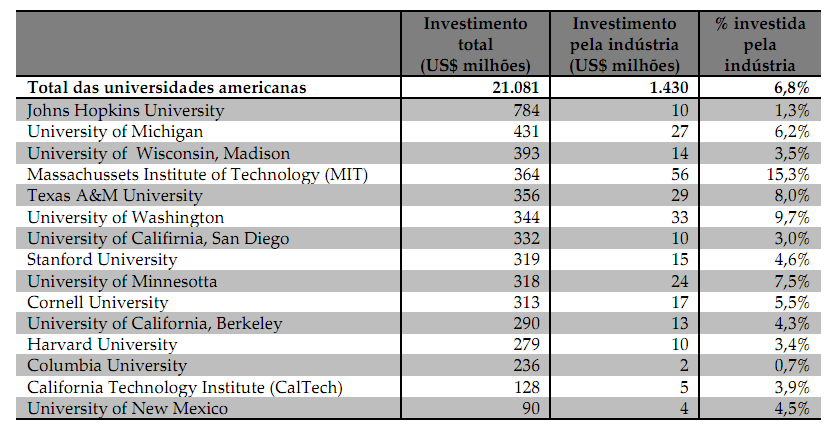 Investimento total (US$ milhões) Investimento pela indústria (US$ milhões) % investida pela indústria
Total das universidades americanas 21.081 1.430 6,8%
Johns Hopkins University 784 10 1,3%
University of Michigan 431 27 6,2%
University of Wisconsin, Madison 393 14 3,5%
Massachussets Institute of Technology (MIT) 364 56 15,3%
Texas A&M University 356 29 8,0%
University of Washington 344 33 9,7%
University of Califirnia, San Diego 332 10 3,0%
Stanford University 319 15 4,6%
University of Minnesotta 318 24 7,5%
Cornell University 313 17 5,5%
University of California, Berkeley 290 13 4,3%
Harvard University 279 10 3,4%
Columbia University 236 2 0,7%
California Technology Institute (CalTech) 128 5 3,9%
University of New Mexico 90 4 4,5%